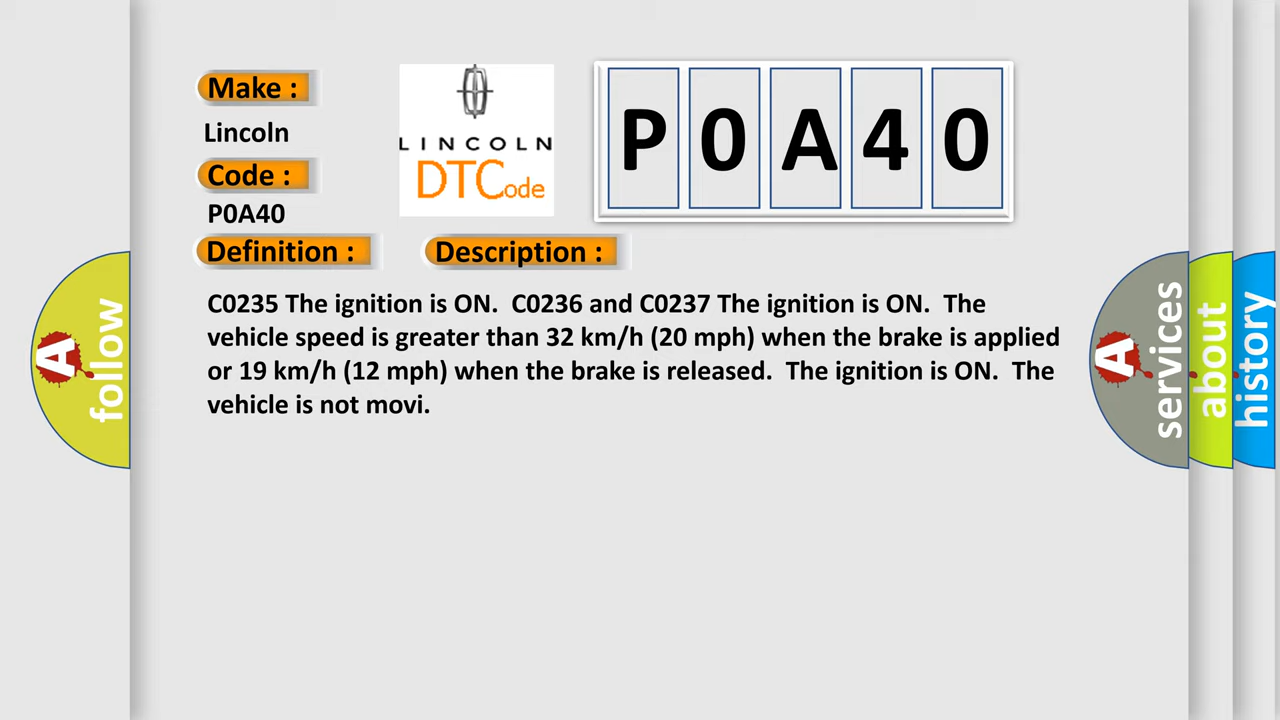 Make :
Lincoln
Code :
P0A40
Definition :
Description :
LINCOLN
DTCode
P0A40
C0235 The ignition is ON. C0236 and C0237 The ignition is ON. The
vehicle speed is greater than 32 km/h (20 mph) when the brake is applied
or 19 km/h (12 mph) when the brake is released. The ignition is ON. The
vehicle is not movi.
A
follow
A
services
about
history